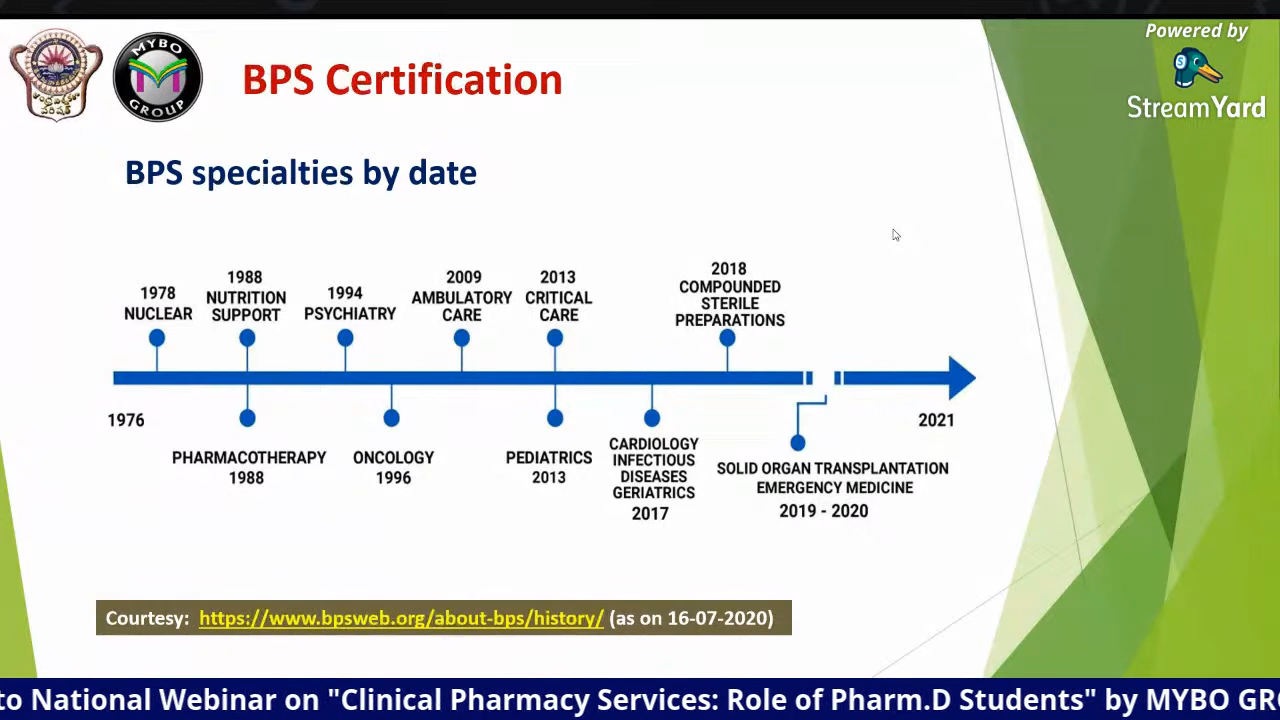 Powered by
StreamYard
MYBO
GROUP
BPS Certification
BPS specialties by date
1978
NUCLEAR
1988
NUTRITION
SUPPORT
1994
PSYCHIATRY
2009
AMBULATORY
CARE
2013
CRITICAL
CARE
2018
COMPOUNDED
STERILE
PREPARATIONS
1976
2021
PHARMACOTHERAPY
1988
ONCOLOGY
1996
PEDIATRICS
2013
CARDIOLOGY
INFECTIOUS
DISEASES
GERIATRICS
2017
SOLID ORGAN TRANSPLANTATION
EMERGENCY MEDICINE
2019 - 2020
Courtesy: https://www.bpsweb.org/about-bps/history/ (as on 16-07-2020)
to National Webinar on "Clinical Pharmacy Services: Role of Pharm.D Students" by MYBO GRO